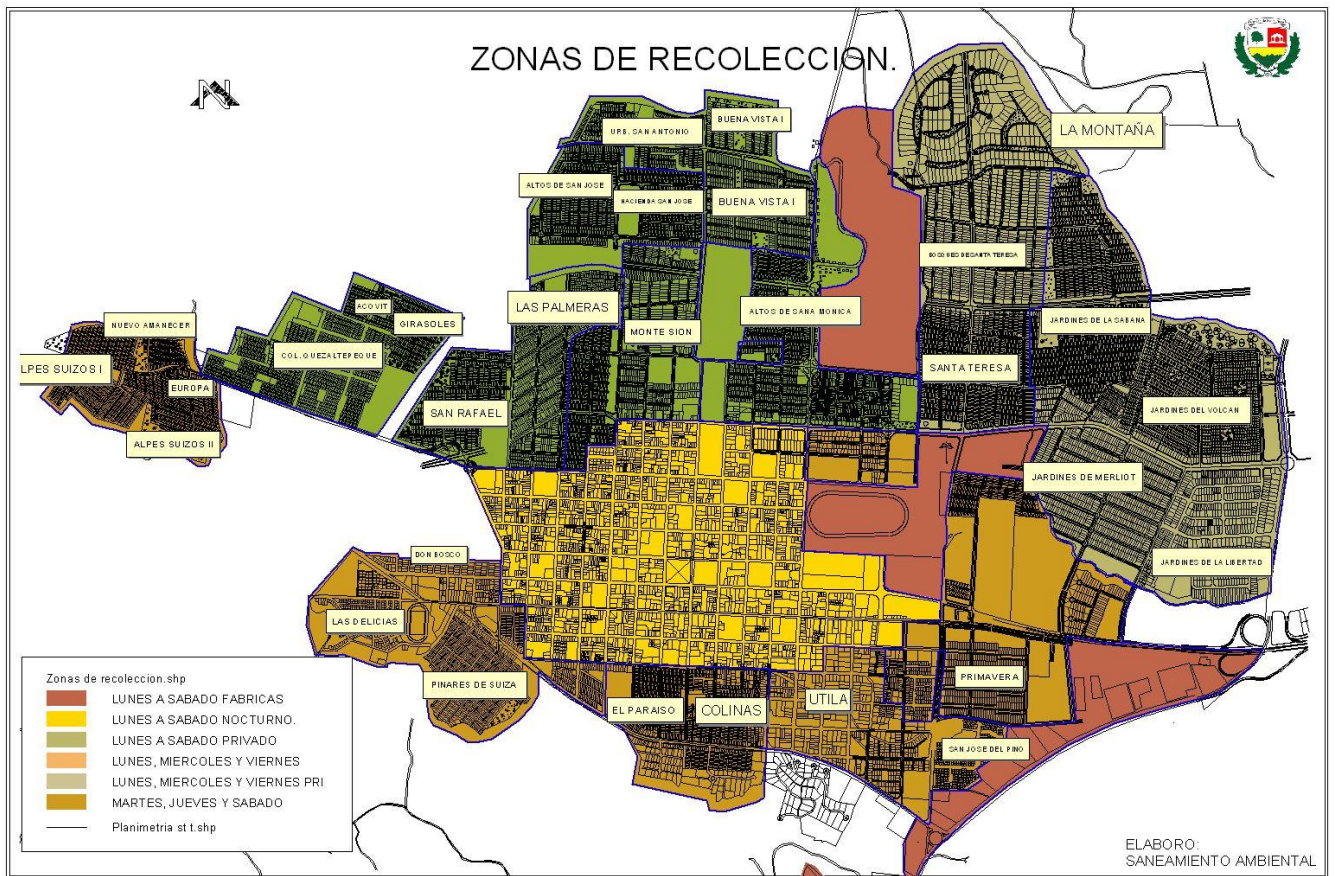 ZONAS DE RECOLECCION.
N
LA MONTAÑA
BUENA VISTA I
URB. SAN ANTONIO
ALTOS DE SAN JOSE
HACIENDA SAN JOSE
BUENA VISTA I
BOSQUES DE SANTA TERESA
ACOVIT
GIRASOLES
LAS PALMERAS
MONTE SION
ALTOS DE SANA MONICA
JARDINES DE LA SABANA
NUEVO AMANECER
COL. QUEZALTEPEQUE
LPES SUIZOS I
EUROPA
SANTA TERESA
SAN RAFAEL
JARDINES DEL VOLCAN
ALPES SUIZOS II
JARDINES DE MERLIOT
DON BOSCO
JARDINES DE LA LIBERTAD
LAS DELICIAS
PINARES DE SUIZA
PRIMAVERA
EL PARAISO
COLINAS
UTILA
SAN JOSE DEL PINO
Zonas de recoleccion.shp
LUNES A SABADO FABRICAS
LUNES A SABADO NOCTURNO.
LUNES A SABADO PRIVADO
LUNES, MIERCOLES Y VIERNES
LUNES, MIERCOLES Y VIERNES PRI
MARTES, JUEVES Y SABADO
Planimetria st t.shp
ELABORO:
SANEAMIENTO AMBIENTAL